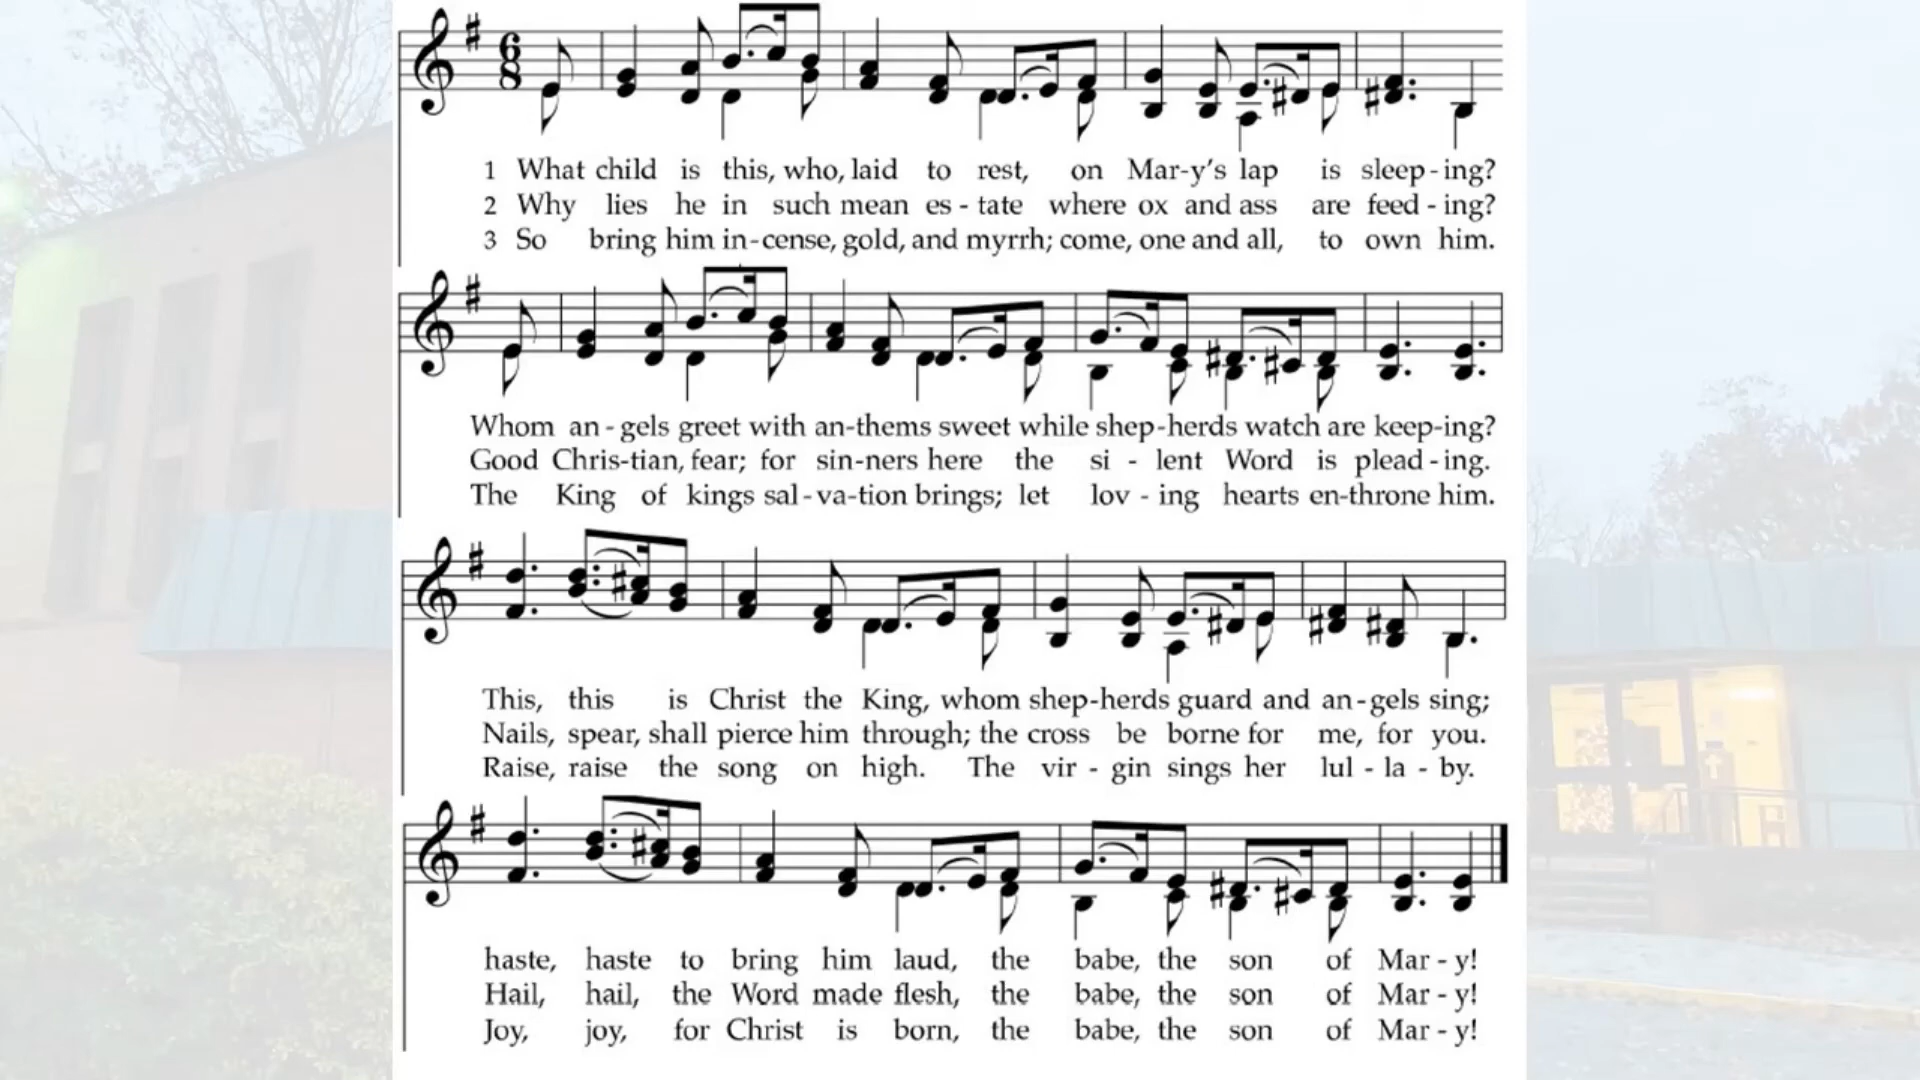 6
8
1 What child is this, who, laid to rest, on Mar-y's lap is sleep-ing?
2 Why lies he in such mean es-tate where ox and ass are feed-ing?
3 So bring him in-cense, gold, and myrrh; come, one and all, to own him.
Whom an-gels greet with an-thems sweet while shep-herds watch are keep-ing?
Good Chris-tian, fear; for sin-ners here the si-lent Word is plead-ing.
The King of kings sal-va-tion brings; let lov-ing hearts en-throne him.
This, this is Christ the King, whom shep-herds guard and an-gels sing;
Nails, spear, shall pierce him through; the cross be borne for me, for you.
Raise, raise the song on high. The vir-gin sings her lul-la-by.
haste, haste to bring him laud, the babe, the son of Mar-y!
Hail, hail, the Word made flesh, the babe, the son of Mar-y!
Joy, joy, for Christ is born, the babe, the son of Mar-y!